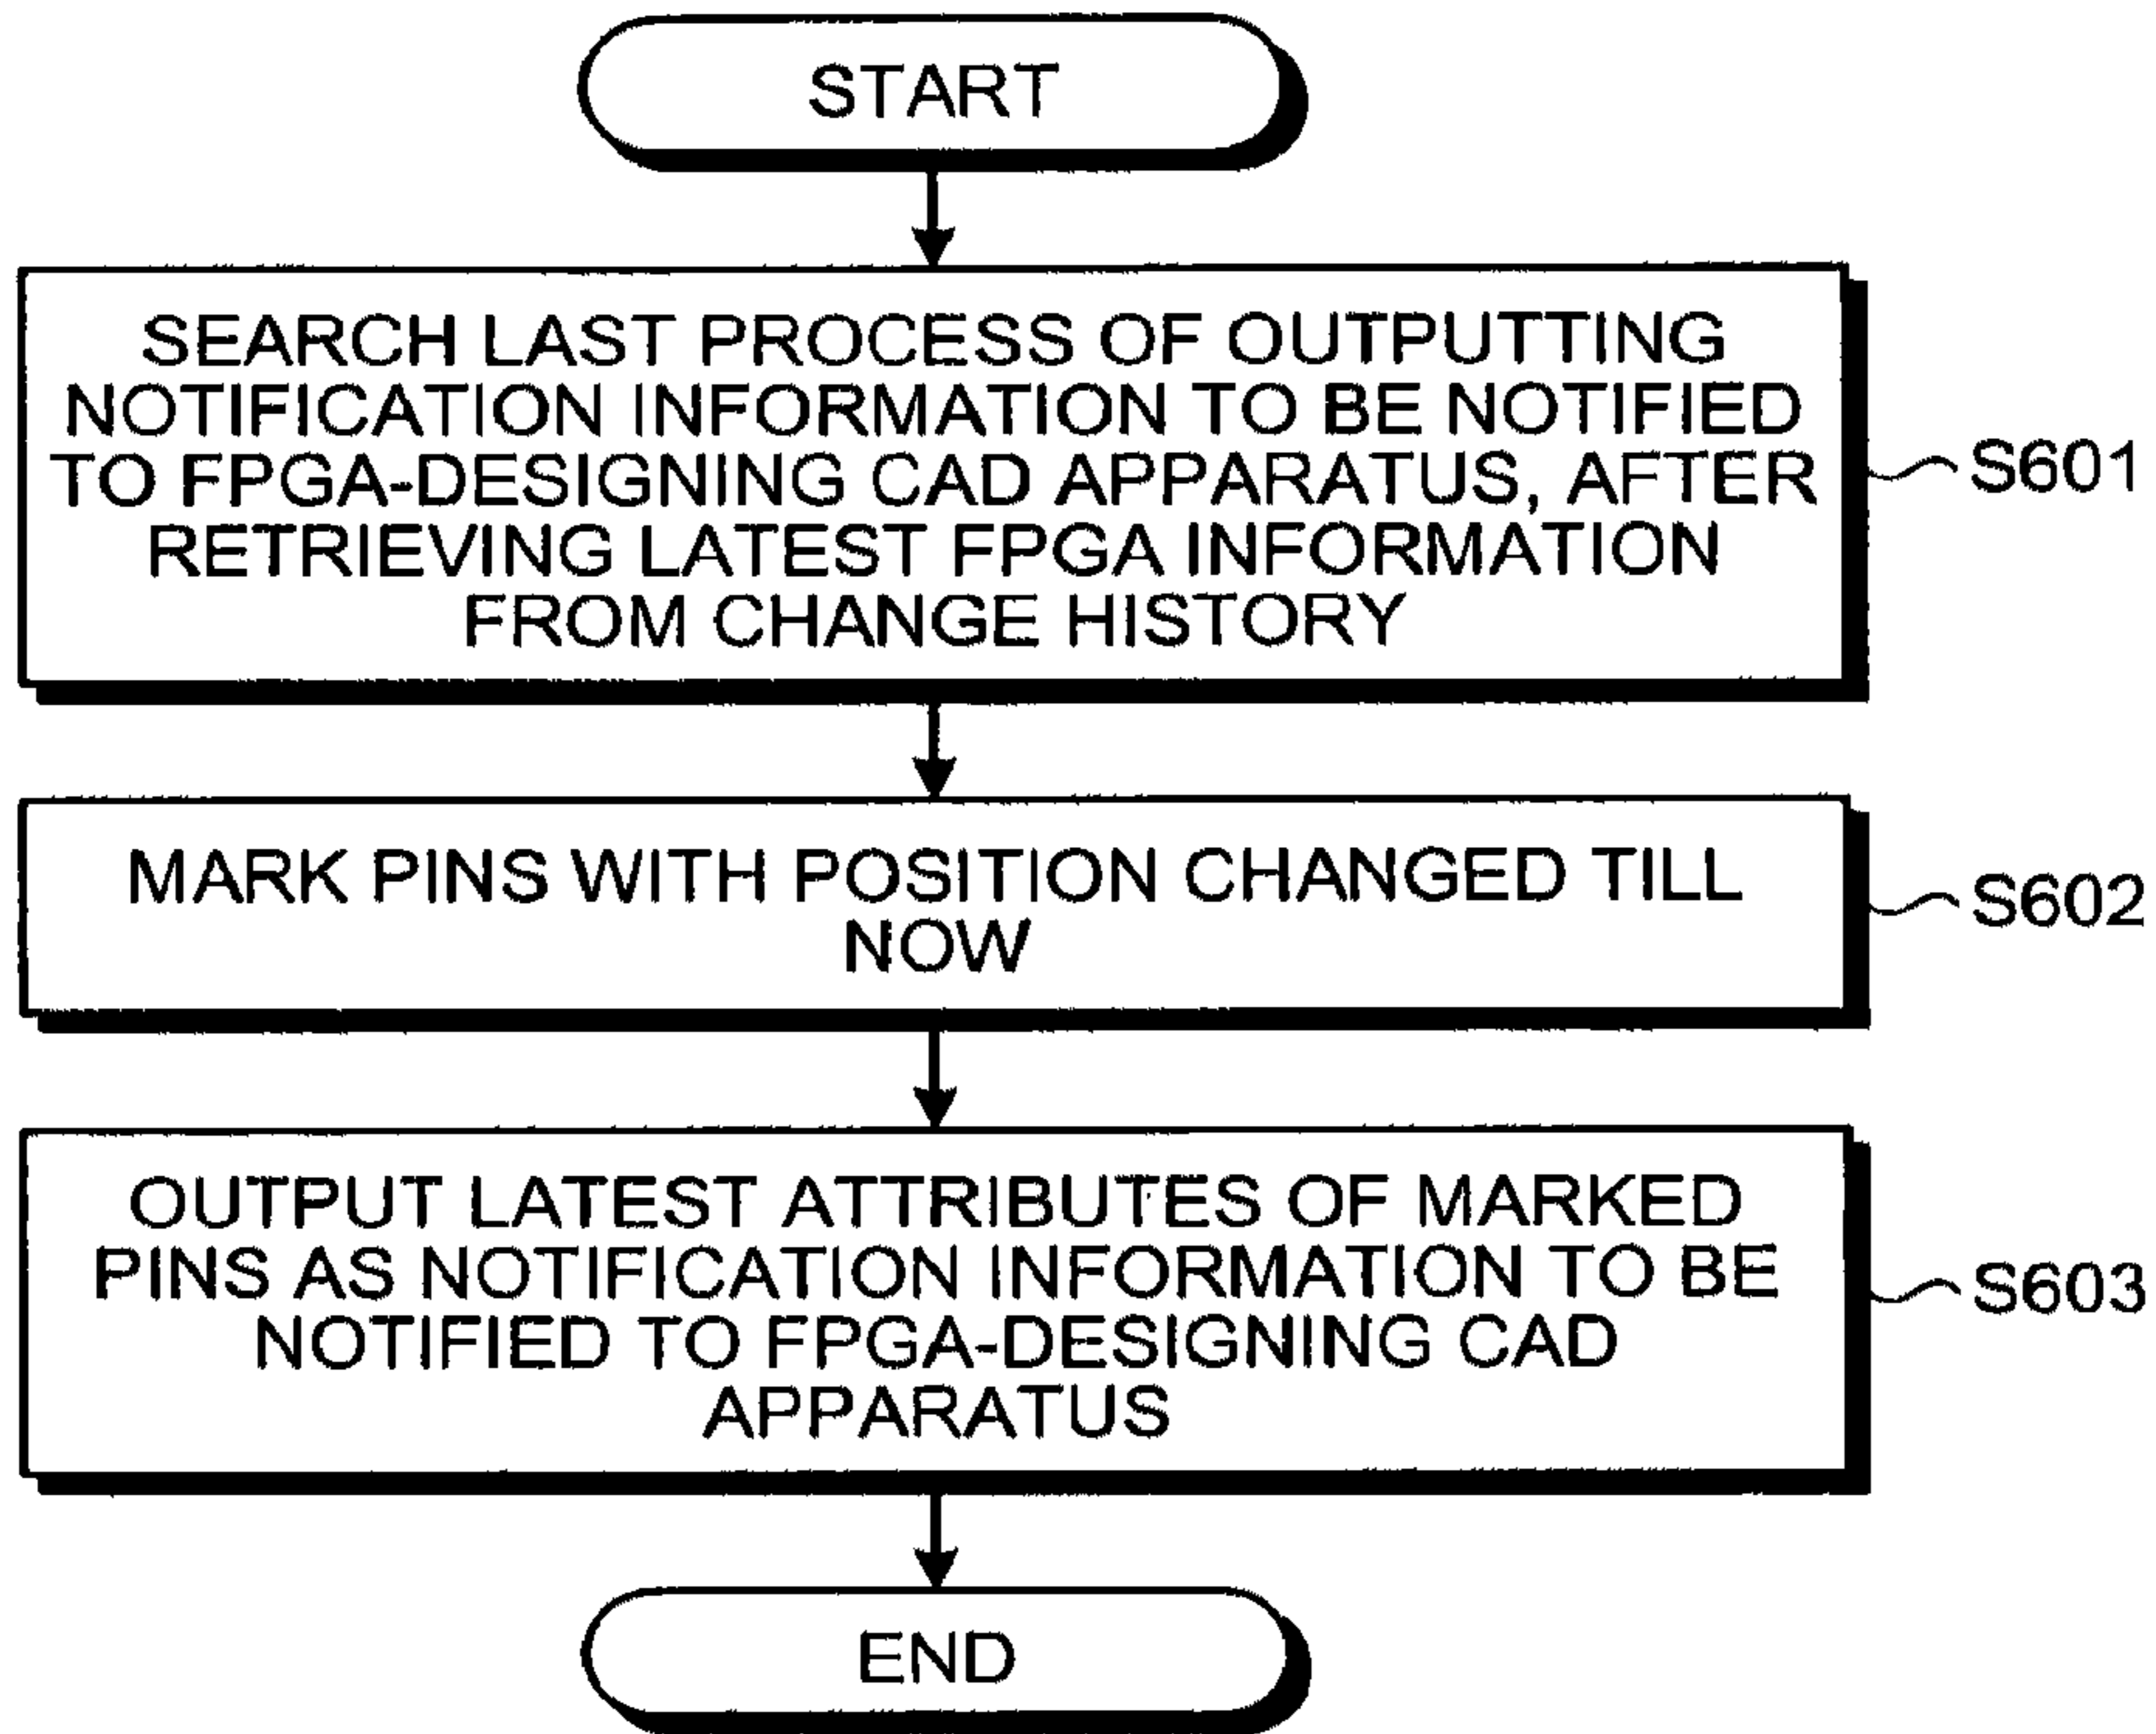 START
SEARCH LAST PROCESS OF OUTPUTTING
NOTIFICATION INFORMATION TO BE NOTIFIED
TO FPGA-DESIGNING CAD APPARATUS, AFTER
RETRIEVING LATEST FPGA INFORMATION
FROM CHANGE HISTORY
S601
MARK PINS WITH POSITION CHANGED TILL
NOW
S602
OUTPUT LATEST ATTRIBUTES OF MARKED
PINS AS NOTIFICATION INFORMATION TO BE
NOTIFIED TO FPGA-DESIGNING CAD
APPARATUS
S603
END